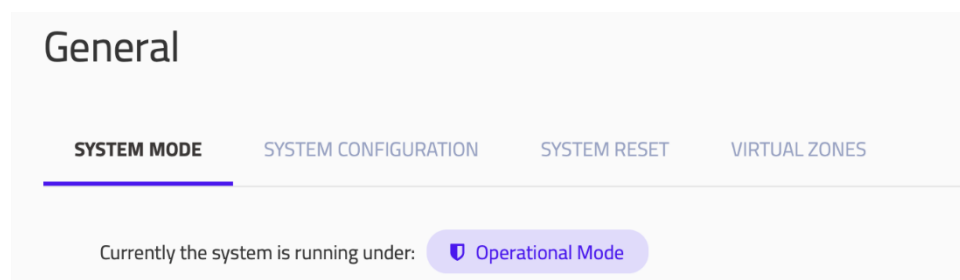 General
SYSTEM MODE SYSTEM CONFIGURATION SYSTEM RESET VIRTUAL ZONES
Currently the system is running under: Operational Mode